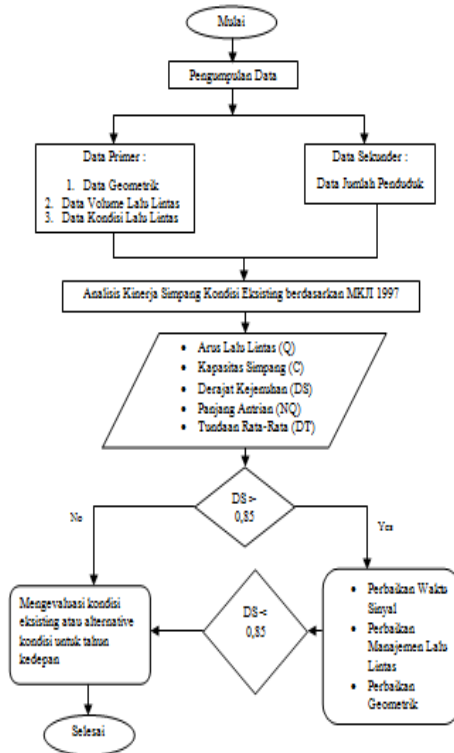 Mulai
Pengumpulan Data
Data Primer :
1. Data Geometrik
2. Data Volume Lalu Lintas
3. Data Kondisi Lalu Lintas
Data Sekunder :
Data Jumlah Penduduk
Analisis Kinerja Simpang Kondisi Eksisting berdasarkan MKJI 1997
• Arus Lalu Lintas (Q)
• Kapasitas Simpang (C)
• Derajat Kejenuhan (DS)
• Panjang Antrian (NQ)
• Tundaan Rata-Rata (DT)
DS >
0,85
No
Yes
Mengevaluasi kondisi
eksisting atau alternative
kondisi untuk tahun
kedepan
DS <
0,85
• Perbaikan Waktu
Sinyal
• Perbaikan
Manajemen Lalu
Lintas
• Perbaikan
Geometrik
Selesai